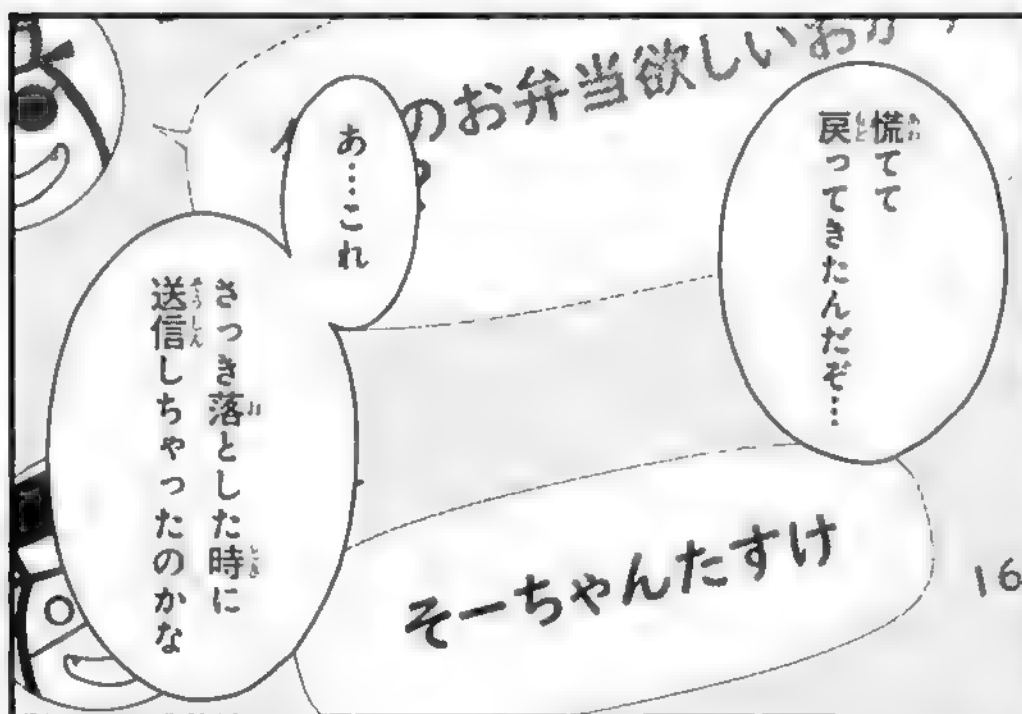 慌てて
戻ってきたんだぞ…
のお弁当欲しいおか
あ…これ
さっき落とした時に
送信しちゃったのかな
そーちゃんたすけ
16